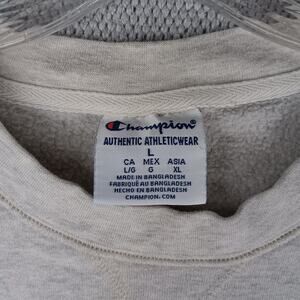 Champion
AUTHENTIC ATHLETICWEAR
L
CA MEX ASIA
L/G G XL
MADE IN BANGLADESH
FABRIQUÉ AU BANGLADESH
HECHO EN BANGLADESH
CHAMPION.COM